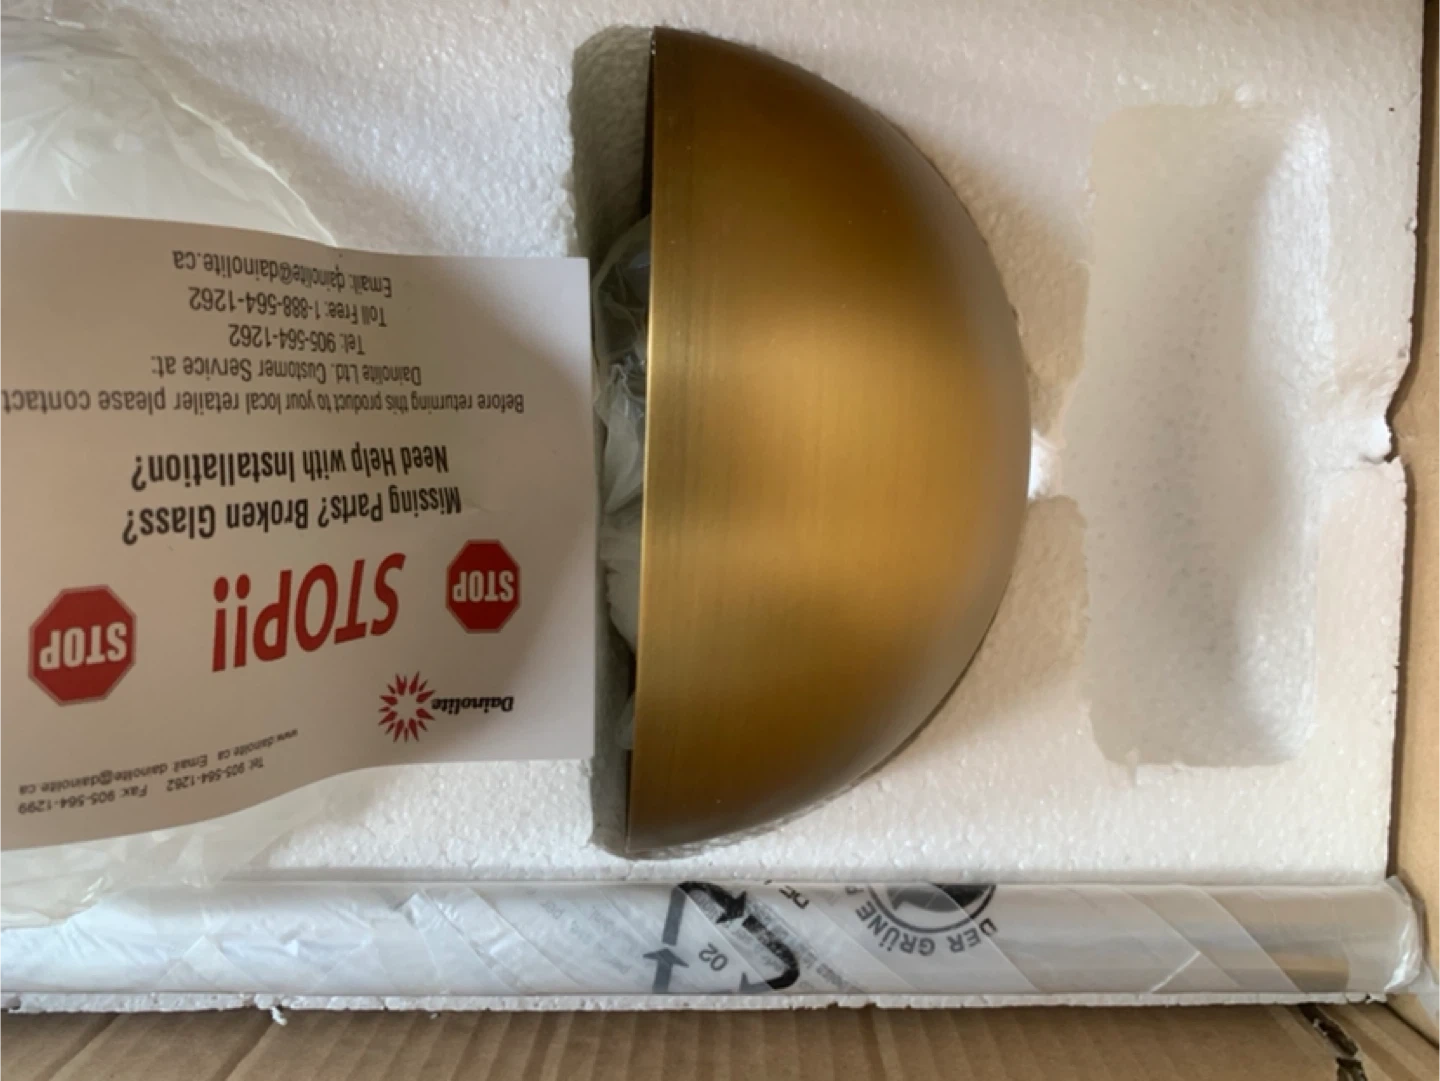 Tel: 905-564-1262 Fax: 905-564-1299
www.dainolite.ca Email: dainolite@dainolite.ca
Dainolite
STOP
STOP!!
STOP
Missing Parts? Broken Glass?
Need Help with Installation?
Before returning this product to your local retailer please contact
Dainolite Ltd. Customer Service at:
Tel: 905-564-1262
Toll Free: 1-888-564-1262
Email: dainolite@dainolite.ca
02
DER GRÜNE